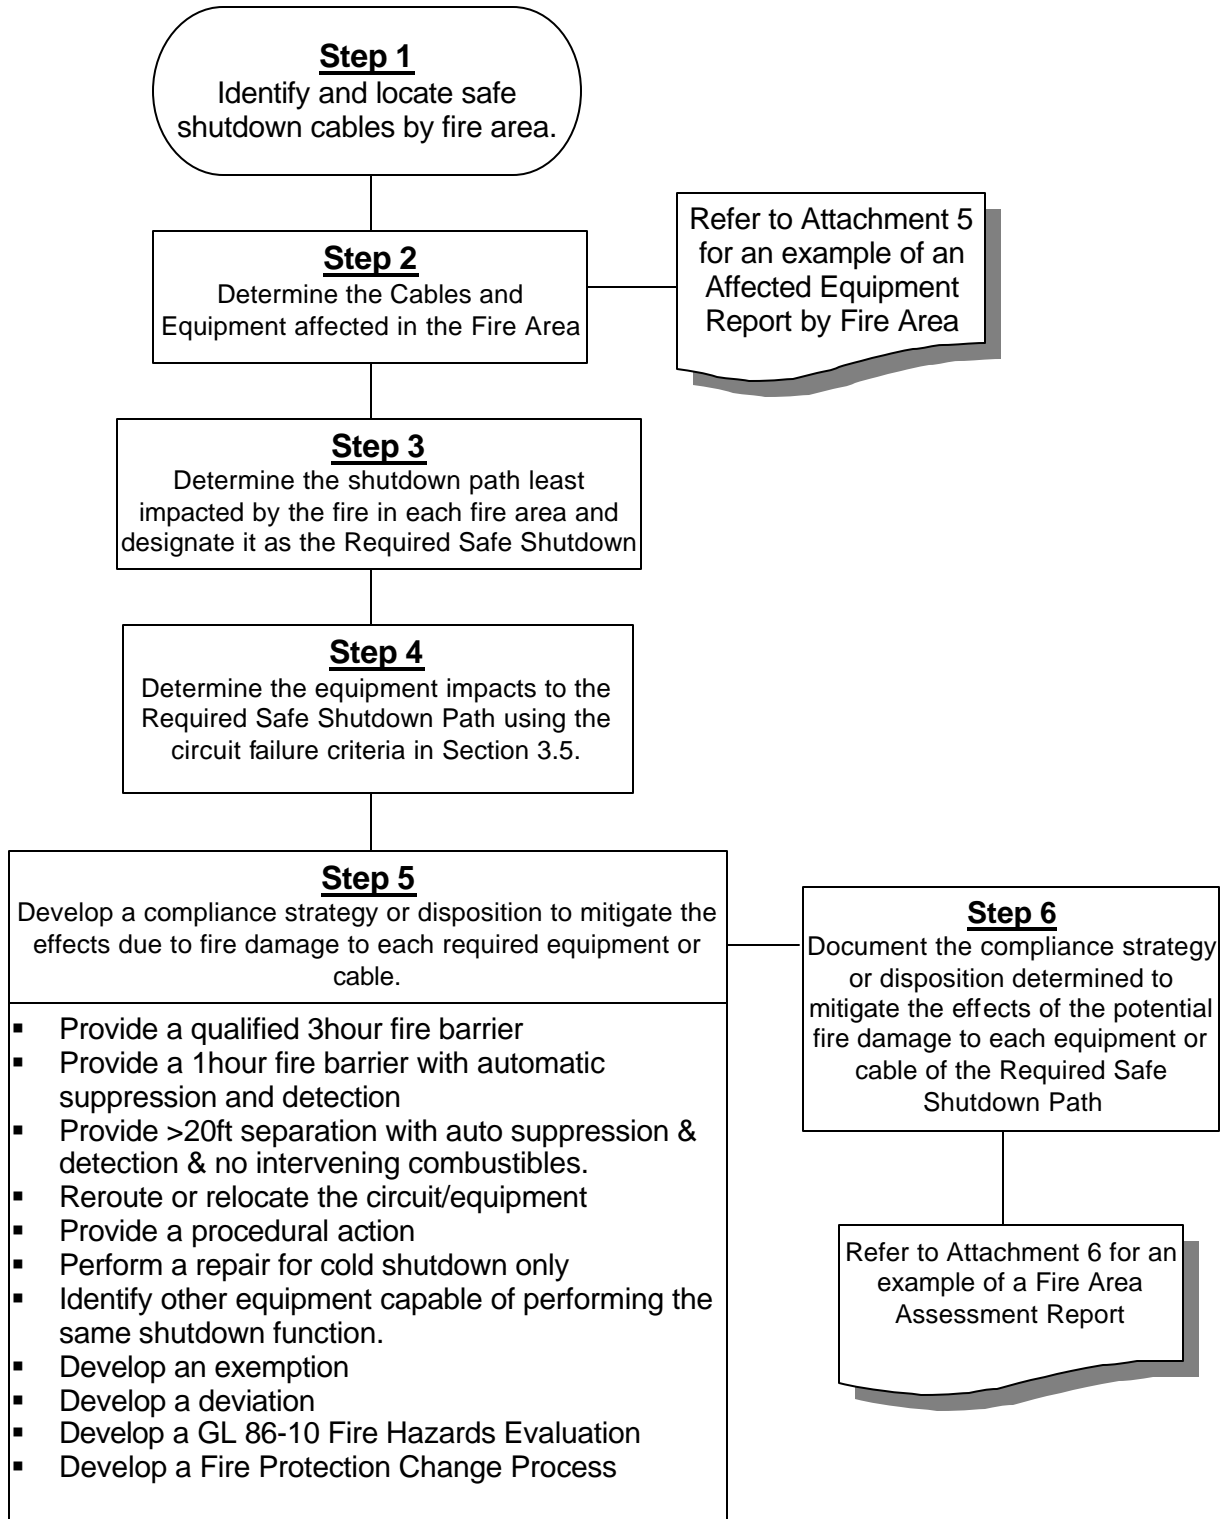 Step 1
Identify and locate safe
shutdown cables by fire area.
Step 2
Determine the Cables and
Equipment affected in the Fire Area
Refer to Attachment 5
for an example of an
Affected Equipment
Report by Fire Area
Step 3
Determine the shutdown path least
impacted by the fire in each fire area and
designate it as the Required Safe Shutdown
Step 4
Determine the equipment impacts to the
Required Safe Shutdown Path using the
circuit failure criteria in Section 3.5.
Step 5
Develop a compliance strategy or disposition to mitigate the
effects due to fire damage to each required equipment or
cable.
▪ Provide a qualified 3hour fire barrier
▪ Provide a 1hour fire barrier with automatic
suppression and detection
▪ Provide >20ft separation with auto suppression &
detection & no intervening combustibles.
▪ Reroute or relocate the circuit/equipment
▪ Provide a procedural action
▪ Perform a repair for cold shutdown only
▪ Identify other equipment capable of performing the
same shutdown function.
▪ Develop an exemption
▪ Develop a deviation
▪ Develop a GL 86-10 Fire Hazards Evaluation
▪ Develop a Fire Protection Change Process
Step 6
Document the compliance strategy
or disposition determined to
mitigate the effects of the potential
fire damage to each equipment or
cable of the Required Safe
Shutdown Path
Refer to Attachment 6 for an
example of a Fire Area
Assessment Report